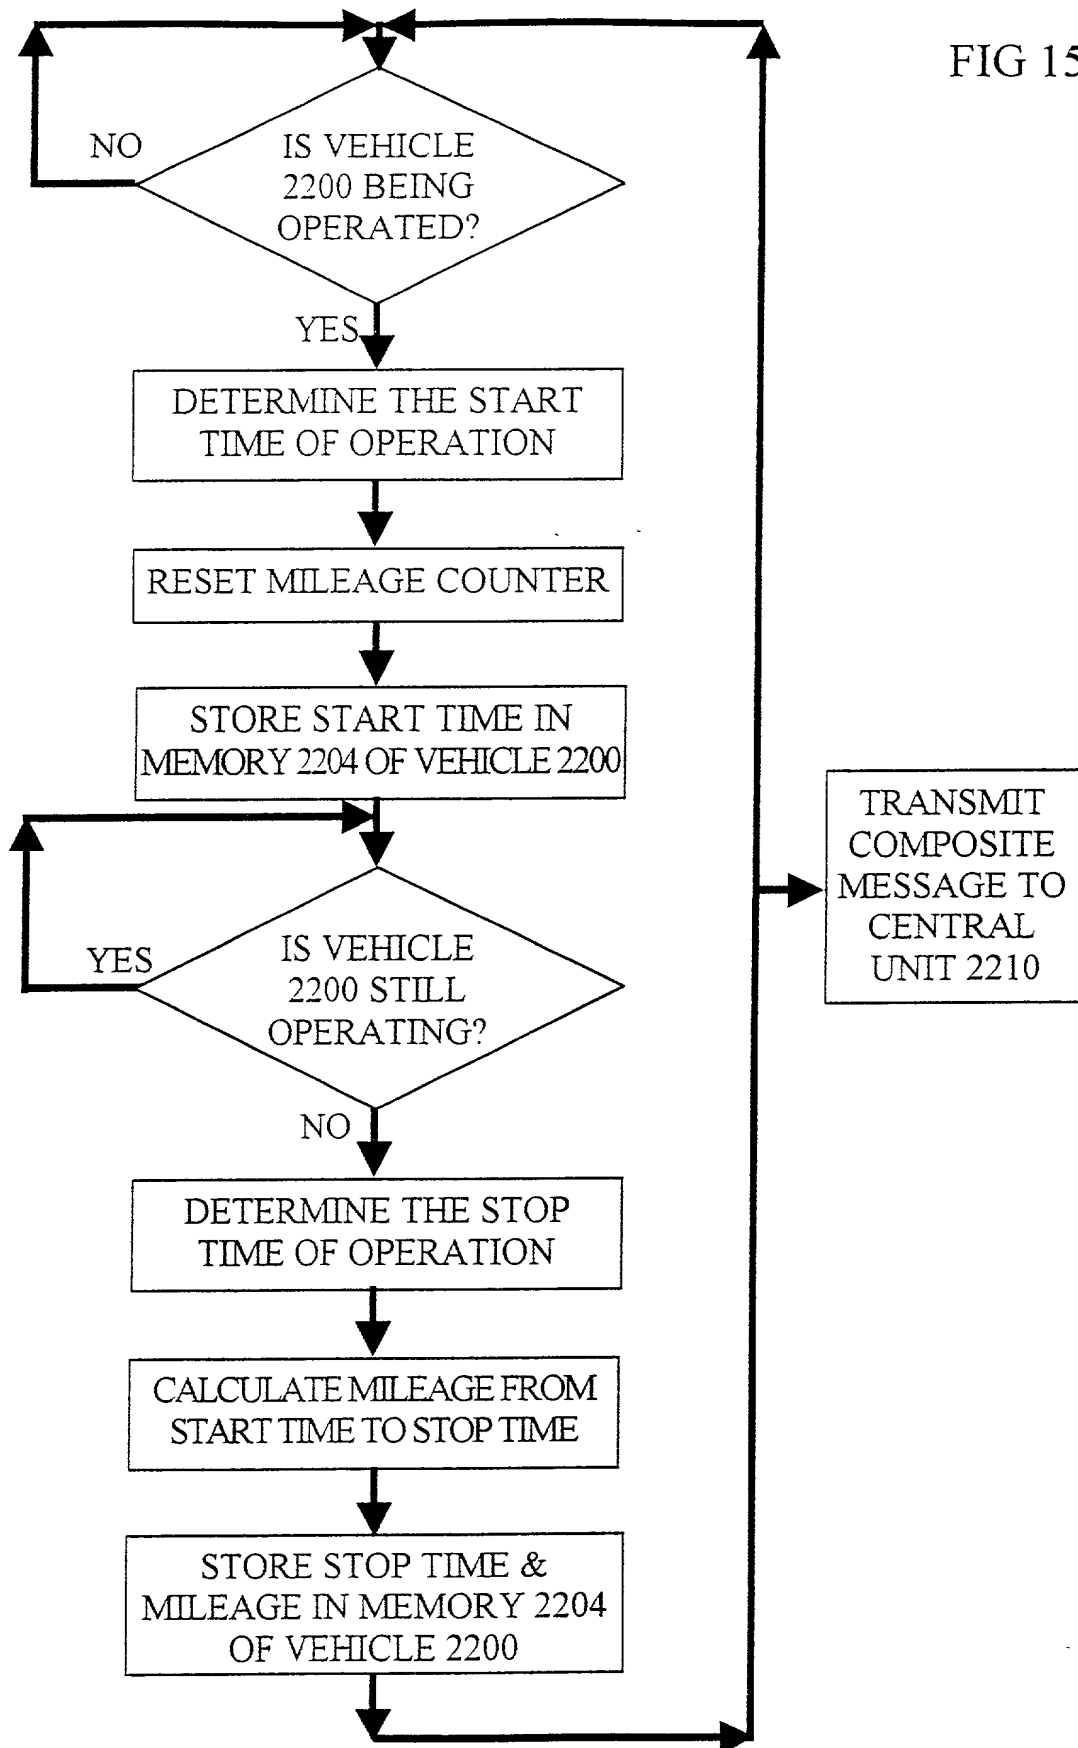 FIG 15
NO
IS VEHICLE
2200 BEING
OPERATED?
YES
DETERMINE THE START
TIME OF OPERATION
RESET MILEAGE COUNTER
STORE START TIME IN
MEMORY 2204 OF VEHICLE 2200
YES
IS VEHICLE
2200 STILL
OPERATING?
NO
DETERMINE THE STOP
TIME OF OPERATION
CALCULATE MILEAGE FROM
START TIME TO STOP TIME
STORE STOP TIME &
MILEAGE IN MEMORY 2204
OF VEHICLE 2200
TRANSMIT
COMPOSITE
MESSAGE TO
CENTRAL
UNIT 2210